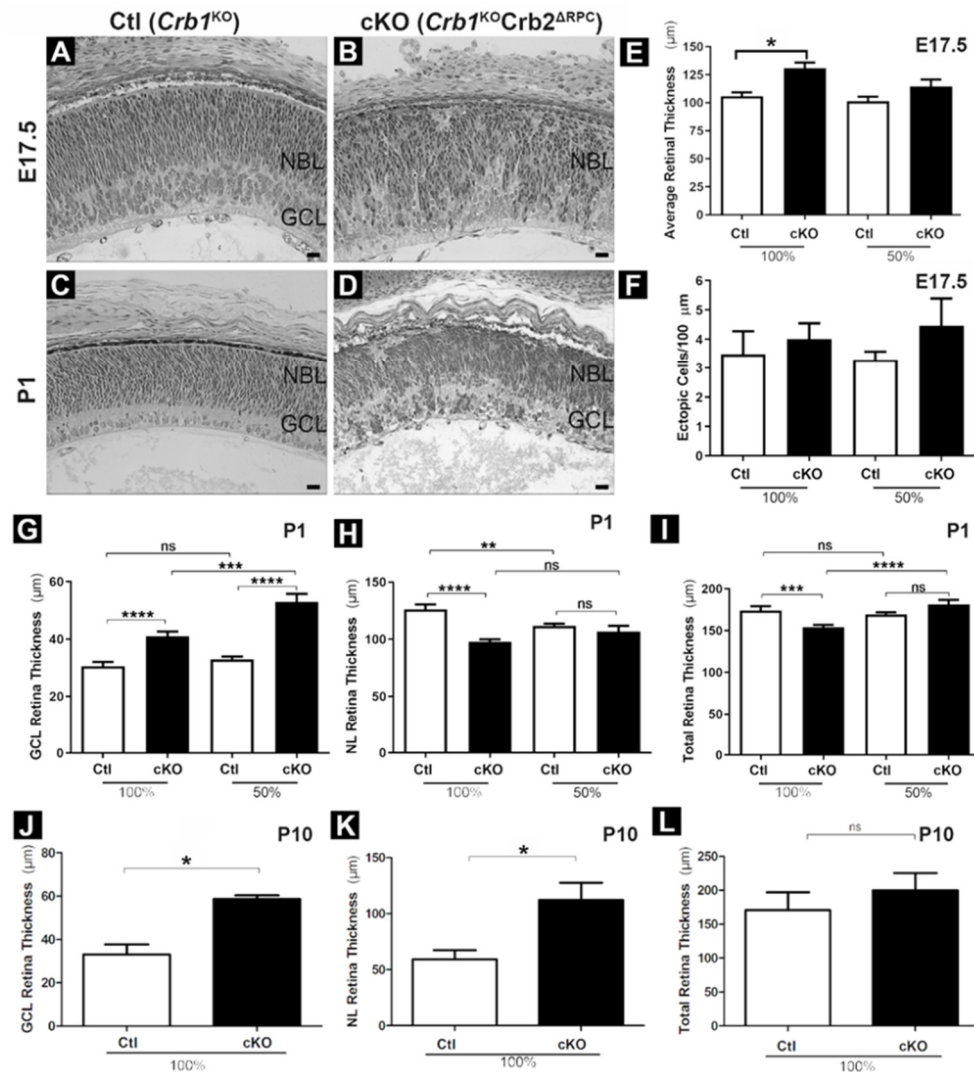 Ctl (Crb1KO)
cKO (Crb1KOCrb2ΔRPC)
E17.5
A
NBL
GCL
B
NBL
GCL
P1
C
NBL
GCL
D
NBL
GCL
E
E17.5
Average Retinal Thickness (μm)
150
125
100
75
50
25
0
*
Ctl cKO Ctl cKO
100% 50%
F
E17.5
Ectopic Cells/100 μm
6
5
4
3
2
1
0
Ctl cKO Ctl cKO
100% 50%
G
P1
GCL Retina Thickness (μm)
60
40
20
0
ns
***
**** ****
Ctl cKO Ctl cKO
100% 50%
H
P1
NL Retina Thickness (μm)
150
100
50
0
**
ns
**** ns
Ctl cKO Ctl cKO
100% 50%
I
P1
Total Retina Thickness (μm)
200
150
100
50
0
ns
****
*** ns
Ctl cKO Ctl cKO
100% 50%
J
P10
GCL Retina Thickness (μm)
80
60
40
20
0
*
Ctl cKO
100%
K
P10
NL Retina Thickness (μm)
150
100
50
0
*
Ctl cKO
100%
L
P10
Total Retina Thickness (μm)
250
200
150
100
50
0
ns
Ctl cKO
100%